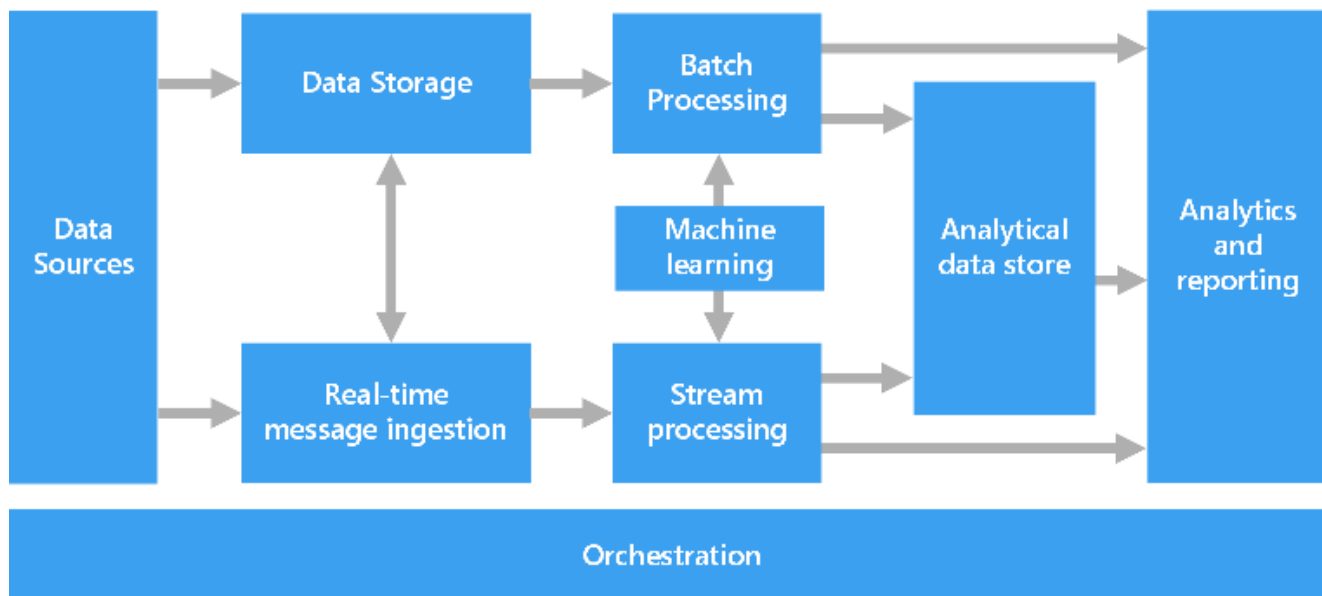 Data
Sources
Data Storage
Real-time
message ingestion
Batch
Processing
Machine
learning
Stream
processing
Analytical
data store
Analytics
and
reporting
Orchestration